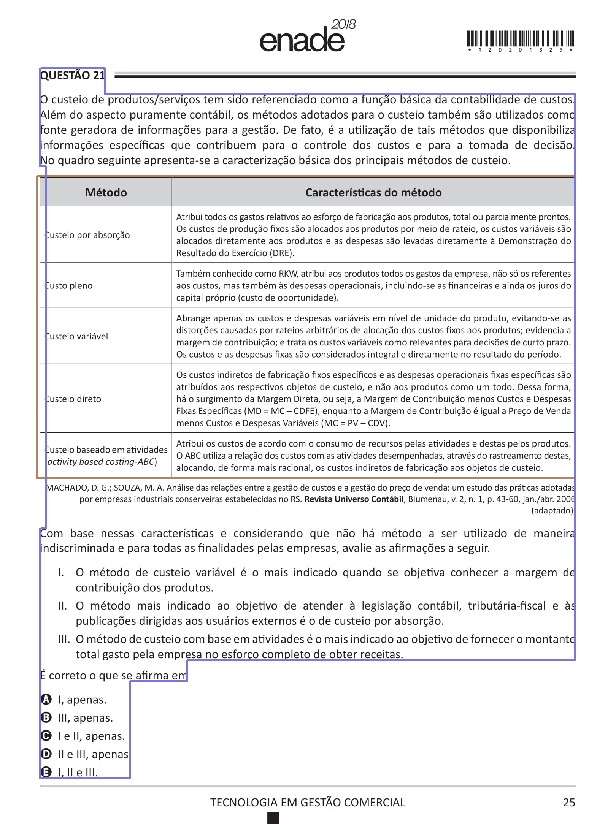 enade 2018
*R2020182S*
QUESTÃO 21
O custeio de produtos/serviços tem sido referenciado como a função básica da contabilidade de custos.
Além do aspecto puramente contábil, os métodos adotados para o custeio também são utilizados como
fonte geradora de informações para a gestão. De fato, é a utilização de tais métodos que disponibiliza
informações específicas que contribuem para o controle dos custos e para a tomada de decisão.
No quadro seguinte apresenta-se a caracterização básica dos principais métodos de custeio.
Método
Características do método
Custeio por absorção
Atribui todos os gastos relativos ao esforço de fabricação aos produtos, total ou parcialmente prontos.
Os custos de produção fixos são alocados aos produtos por meio de rateio, os custos variáveis são
alocados diretamente aos produtos e as despesas são levadas diretamente à Demonstração do
Resultado do Exercício (DRE).
Custo pleno
Também conhecido como RKW, atribui aos produtos todos os gastos da empresa, não só os referentes
aos custos, mas também às despesas operacionais, incluindo-se as financeiras e ainda os juros do
capital próprio (custo de oportunidade).
Custeio variável
Abrange apenas os custos e despesas variáveis em nível de unidade do produto, evitando-se as
distorções causadas por rateios arbitrários de alocação dos custos fixos aos produtos; evidencia a
margem de contribuição; e trata os custos variáveis como relevantes para decisões de curto prazo.
Os custos e as despesas fixas são considerados integral e diretamente no resultado do período.
Custeio direto
Os custos indiretos de fabricação fixos específicos e as despesas operacionais fixas específicas são
atribuídos aos respectivos objetos de custeio, e não aos produtos como um todo. Dessa forma,
há o surgimento da Margem Direta, ou seja, a Margem de Contribuição menos Custos e Despesas
Fixas Específicas (MD = MC – CDFE), enquanto a Margem de Contribuição é igual a Preço de Venda
menos Custos e Despesas Variáveis (MC = PV – CDV).
Custeio baseado em atividades
(activity based costing-ABC)
Atribui os custos de acordo com o consumo de recursos pelas atividades e destas pelos produtos.
O ABC utiliza a relação dos custos com as atividades desempenhadas, através do rastreamento destas,
alocando, de forma mais racional, os custos indiretos de fabricação aos objetos de custeio.
MACHADO, D. G.; SOUZA, M. A. Análise das relações entre a gestão de custos e a gestão do preço de venda: um estudo das práticas adotadas
por empresas industriais conserveiras estabelecidas no RS. Revista Universo Contábil, Blumenau, v. 2, n. 1, p. 43-60, jan./abr. 2006
(adaptado).
Com base nessas características e considerando que não há método a ser utilizado de maneira
indiscriminada e para todas as finalidades pelas empresas, avalie as afirmações a seguir.
I. O método de custeio variável é o mais indicado quando se objetiva conhecer a margem de
contribuição dos produtos.
II. O método mais indicado ao objetivo de atender à legislação contábil, tributária-fiscal e às
publicações dirigidas aos usuários externos é o de custeio por absorção.
III. O método de custeio com base em atividades é o mais indicado ao objetivo de fornecer o montante
total gasto pela empresa no esforço completo de obter receitas.
É correto o que se afirma em
A I, apenas.
B III, apenas.
C I e II, apenas.
D II e III, apenas
E I, II e III.
TECNOLOGIA EM GESTÃO COMERCIAL
25